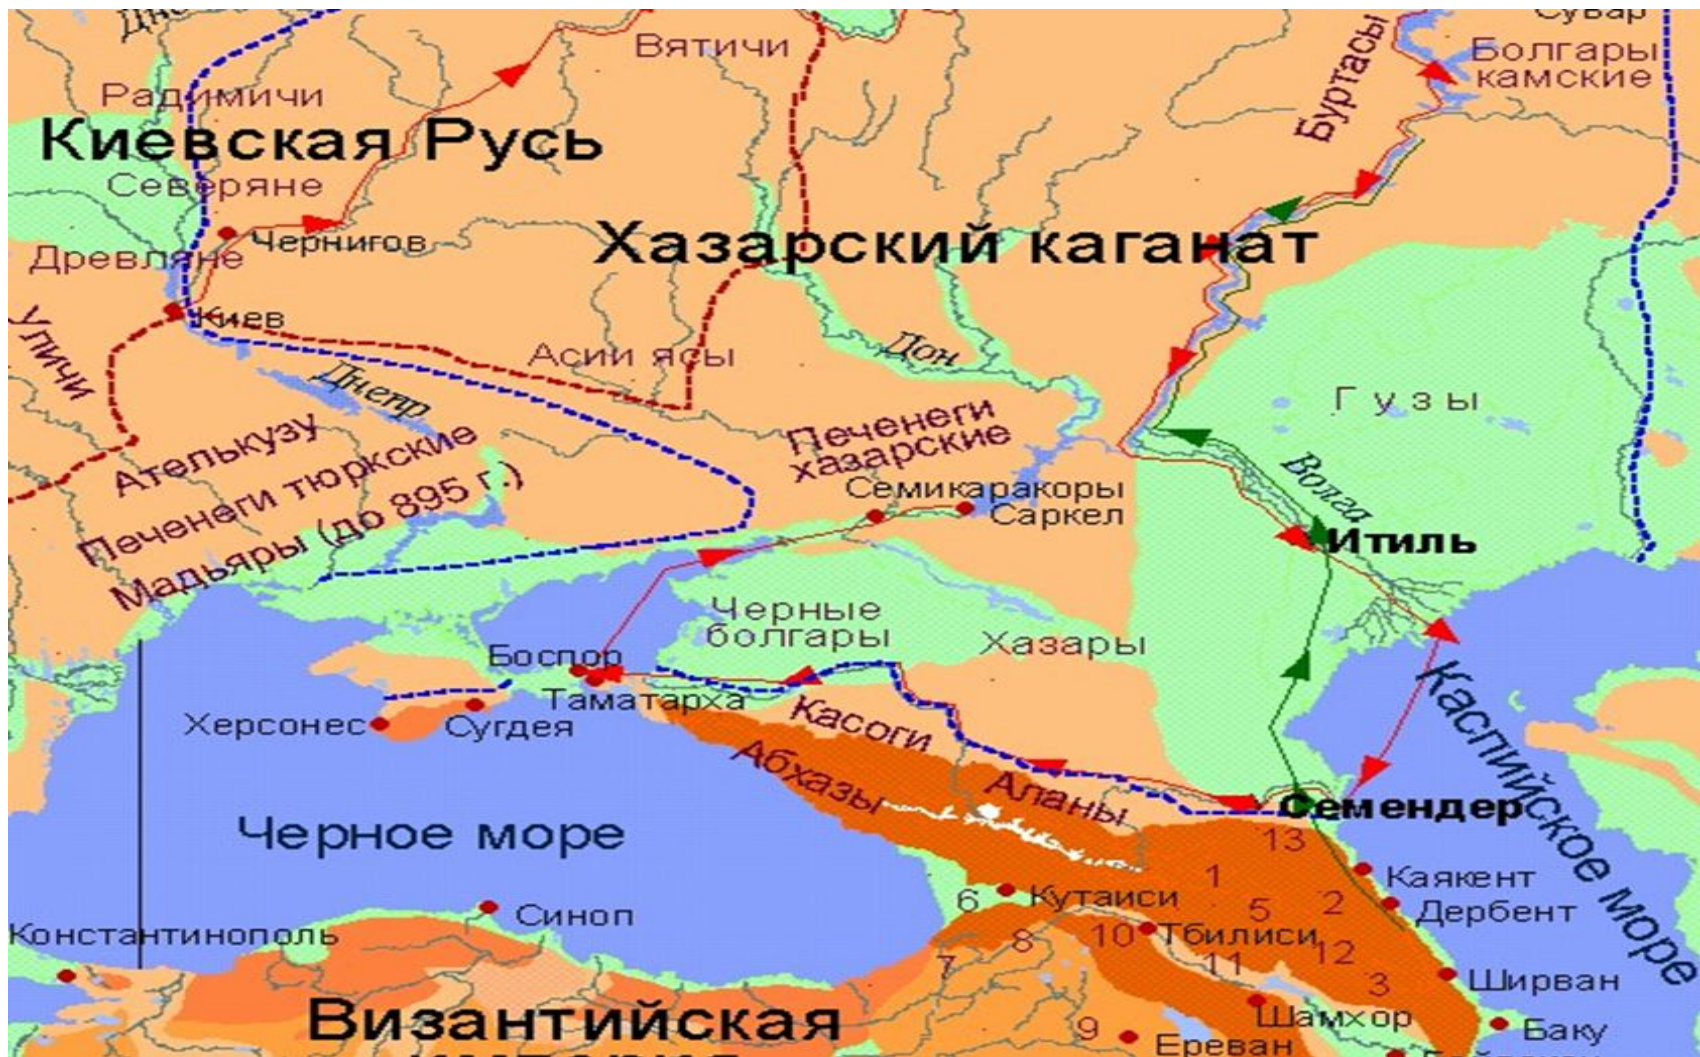 Сувар
Вятичи
Болгары
камские
Буртасы
Радимичи
Киевская Русь
Северяне
Чернигов
Хазарский каганат
Древляне
Киев
Уличи
Асии ясы
Дон
Днепр
Гузы
Печенеги
хазарские
Ателькузу
Печенеги тюркские
Мадьяры (до 895 г.)
Волга
Семикаракоры
Саркел
Итиль
Черные
болгары
Хазары
Боспор
Таматарха
Херсонес
Сугдея
Касоги
Абхазы
Аланы
Каспийское море
Семендер
Черное море
13
1
5
2
Каякент
Дербент
6
Кутаиси
Синоп
Константинополь
8
10
Тбилиси
12
7
11
3
Ширван
Византийская
империя
Шамхор
9
Ереван
Баку